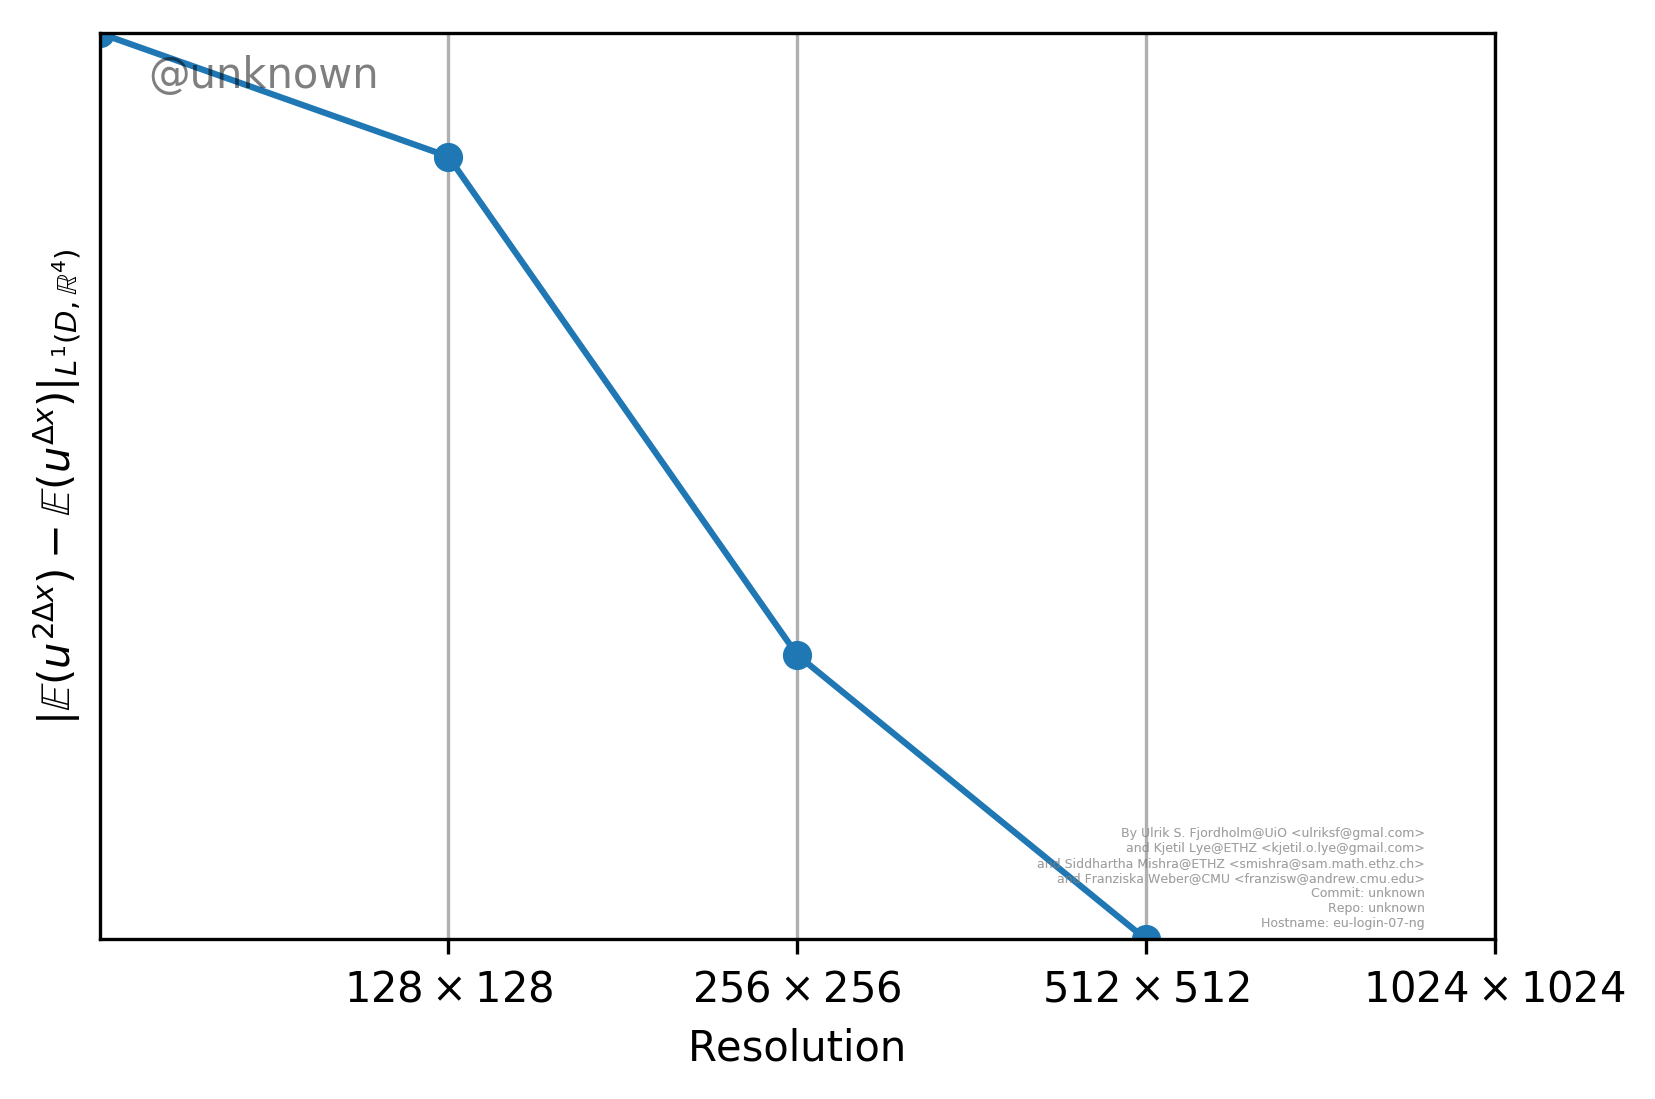 @unknown
|𝔼(u^{2Δx}) − 𝔼(u^{Δx})|_{L^1(D, ℝ^4)}
By Ulrik S. Fjordholm@UiO <ulriksf@gmal.com>
and Kjetil Lye@ETHZ <kjetil.o.lye@gmail.com>
and Siddhartha Mishra@ETHZ <smishra@sam.math.ethz.ch>
and Franziska Weber@CMU <franzisw@andrew.cmu.edu>
Commit: unknown
Repo: unknown
Hostname: eu-login-07-ng
128 × 128 256 × 256 512 × 512 1024 × 1024
Resolution